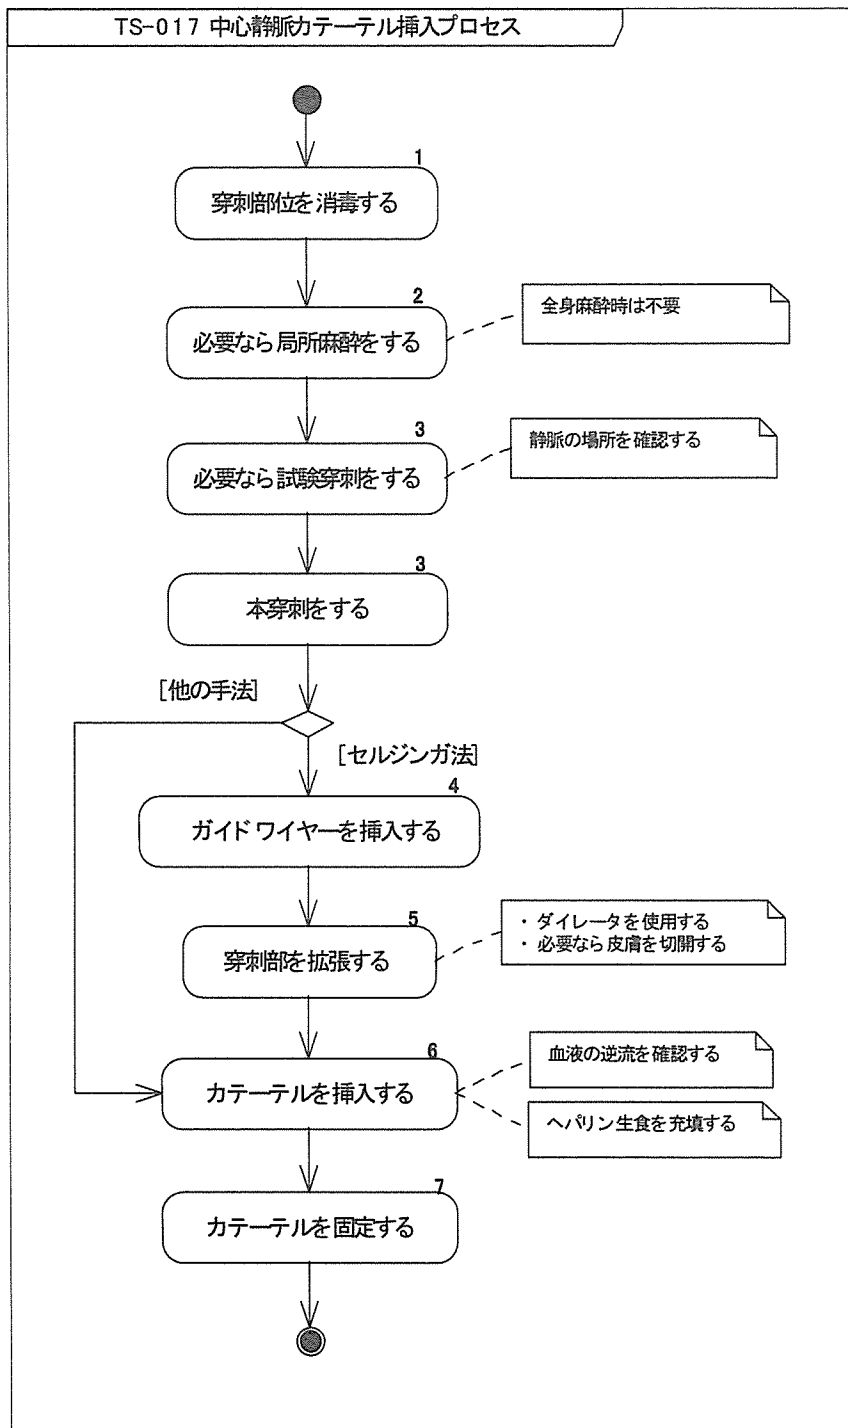 TS-017 中心静脈カテーテル挿入プロセス
1
穿刺部位を消毒する
2
必要なら局所麻酔をする
全身麻酔時は不要
3
必要なら試験穿刺をする
静脈の場所を確認する
3
本穿刺をする
[他の手法]
[セルジンガ法]
4
ガイドワイヤーを挿入する
5
穿刺部を拡張する
・ ダイレータを使用する
・ 必要なら皮膚を切開する
6
カテーテルを挿入する
血液の逆流を確認する
ヘパリン生食を充填する
7
カテーテルを固定する